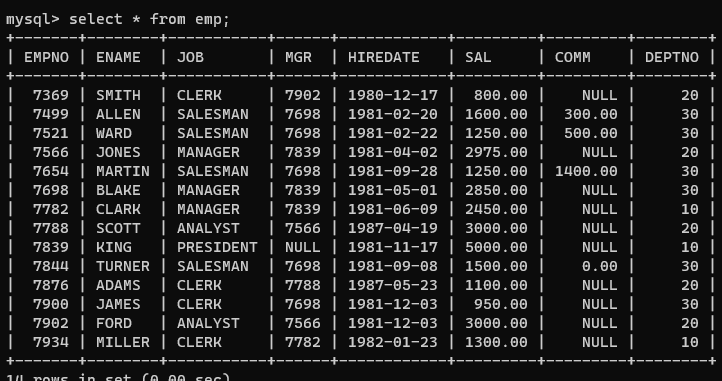 mysql> select * from emp;
+-------+--------+-----------+------+------------+---------+---------+--------+
| EMPNO | ENAME  | JOB       | MGR  | HIREDATE   | SAL     | COMM    | DEPTNO |
+-------+--------+-----------+------+------------+---------+---------+--------+
|  7369 | SMITH  | CLERK     | 7902 | 1980-12-17 |  800.00 |    NULL |     20 |
|  7499 | ALLEN  | SALESMAN  | 7698 | 1981-02-20 | 1600.00 |  300.00 |     30 |
|  7521 | WARD   | SALESMAN  | 7698 | 1981-02-22 | 1250.00 |  500.00 |     30 |
|  7566 | JONES  | MANAGER   | 7839 | 1981-04-02 | 2975.00 |    NULL |     20 |
|  7654 | MARTIN | SALESMAN  | 7698 | 1981-09-28 | 1250.00 | 1400.00 |     30 |
|  7698 | BLAKE  | MANAGER   | 7839 | 1981-05-01 | 2850.00 |    NULL |     30 |
|  7782 | CLARK  | MANAGER   | 7839 | 1981-06-09 | 2450.00 |    NULL |     10 |
|  7788 | SCOTT  | ANALYST   | 7566 | 1987-04-19 | 3000.00 |    NULL |     20 |
|  7839 | KING   | PRESIDENT | NULL | 1981-11-17 | 5000.00 |    NULL |     10 |
|  7844 | TURNER | SALESMAN  | 7698 | 1981-09-08 | 1500.00 |    0.00 |     30 |
|  7876 | ADAMS  | CLERK     | 7788 | 1987-05-23 | 1100.00 |    NULL |     20 |
|  7900 | JAMES  | CLERK     | 7698 | 1981-12-03 |  950.00 |    NULL |     30 |
|  7902 | FORD   | ANALYST   | 7566 | 1981-12-03 | 3000.00 |    NULL |     20 |
|  7934 | MILLER | CLERK     | 7782 | 1982-01-23 | 1300.00 |    NULL |     10 |
+-------+--------+-----------+------+------------+---------+---------+--------+
14 rows in set (0.00 sec)